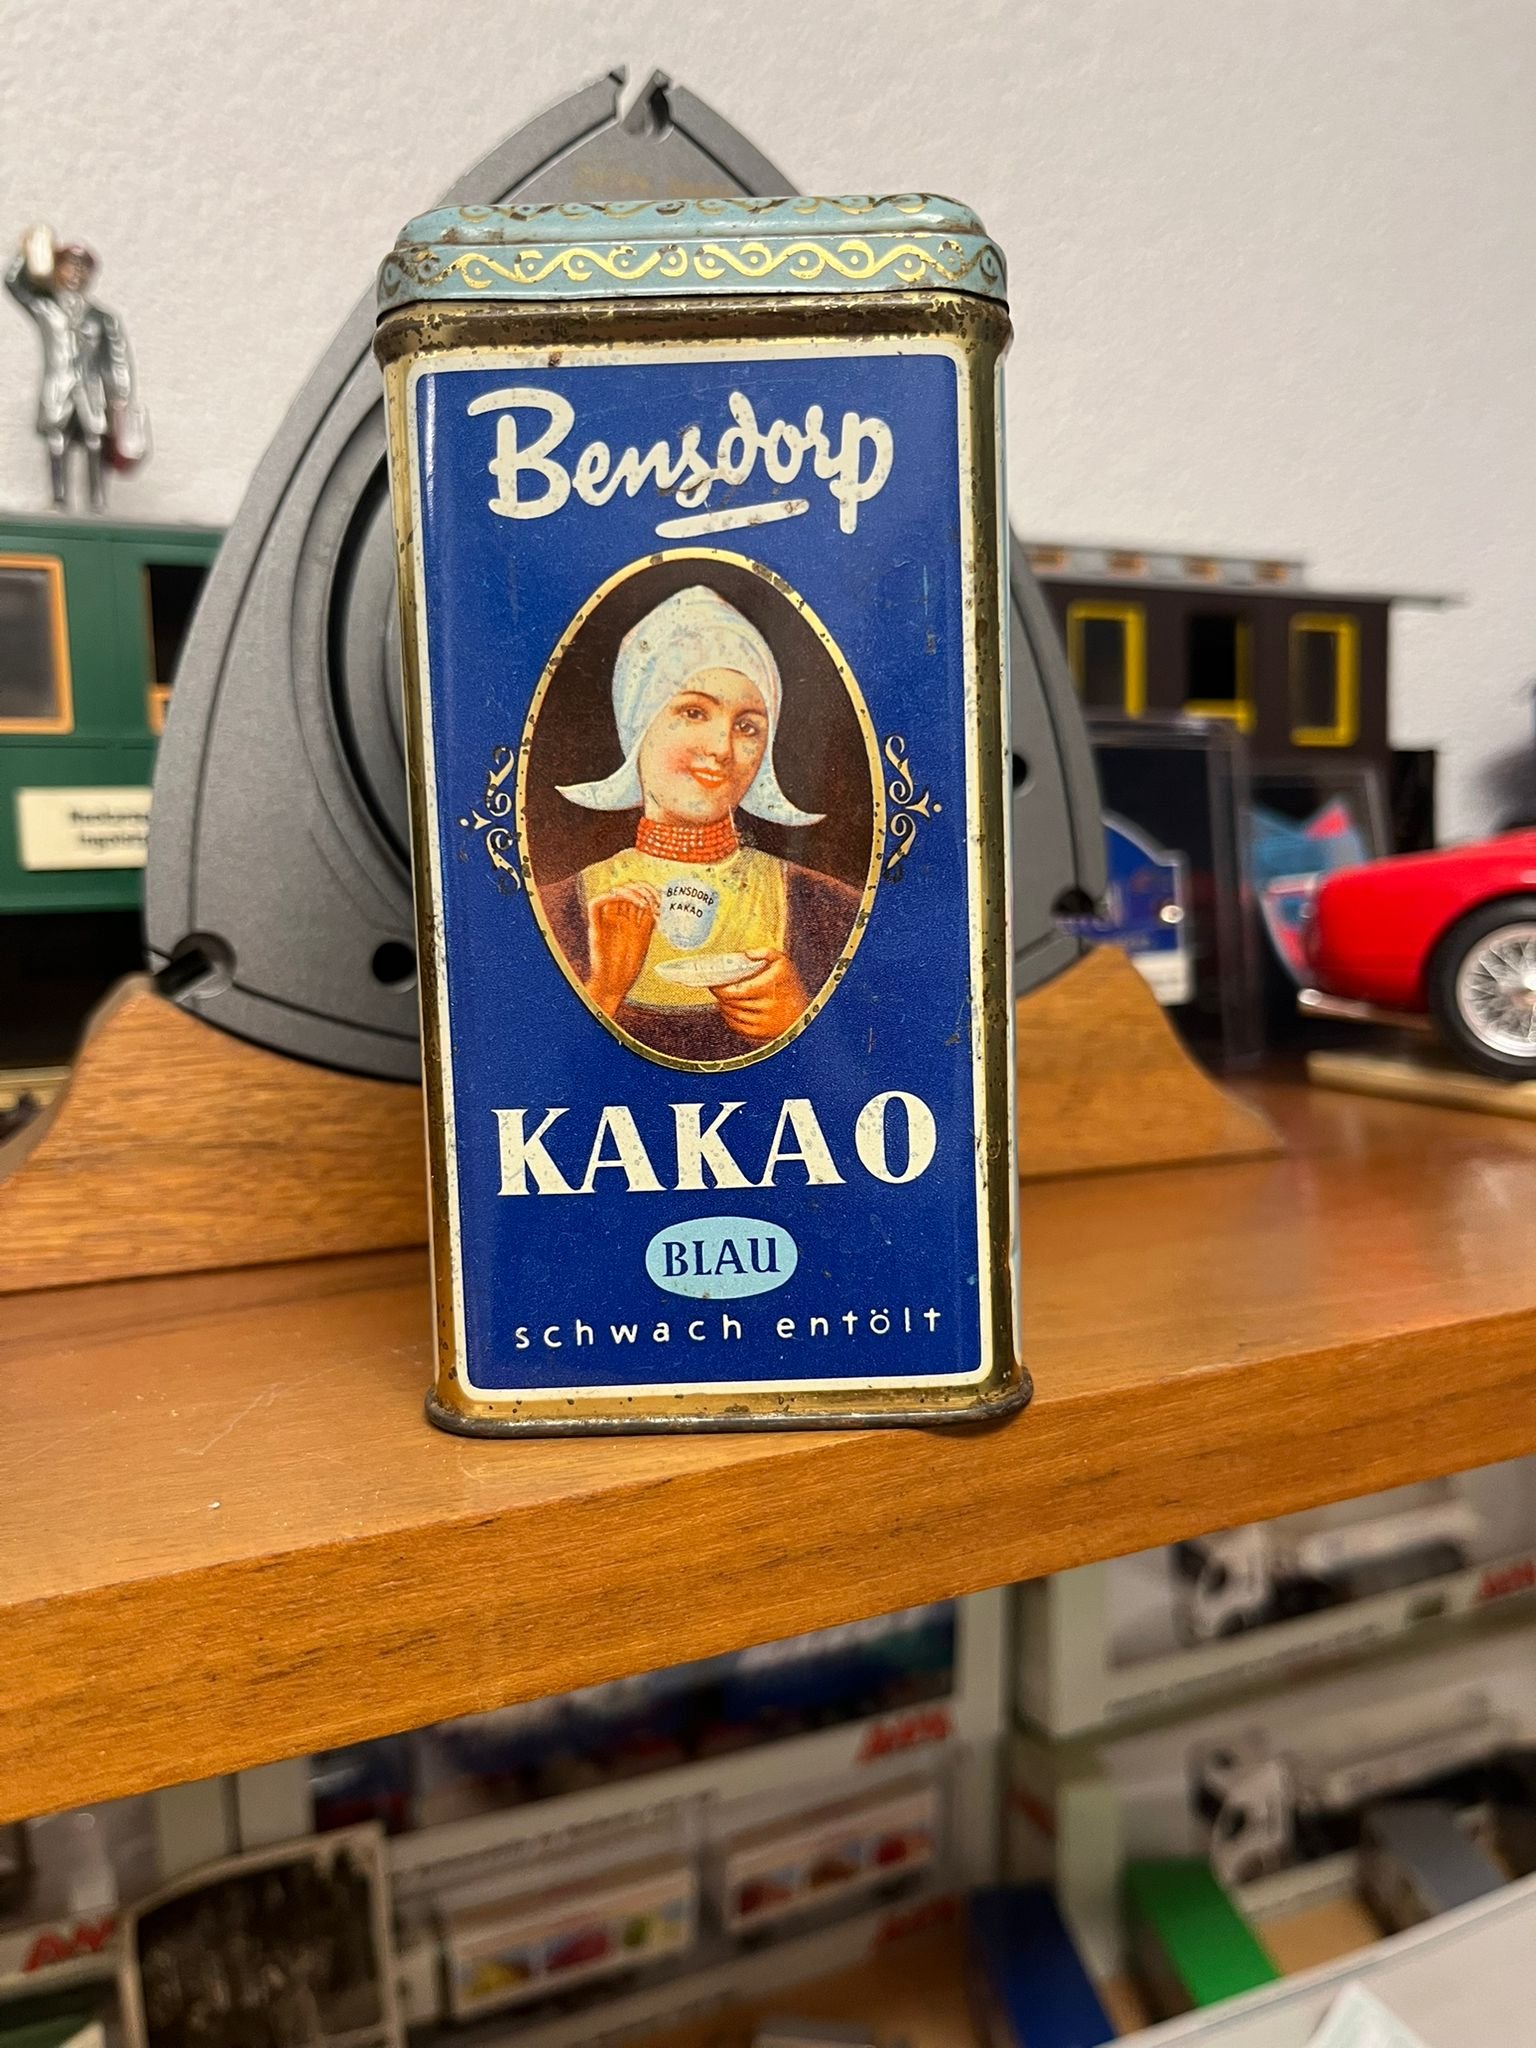 Bensdorp
BENSDORP
KAKAO
KAKAO
BLAU
schwach entölt